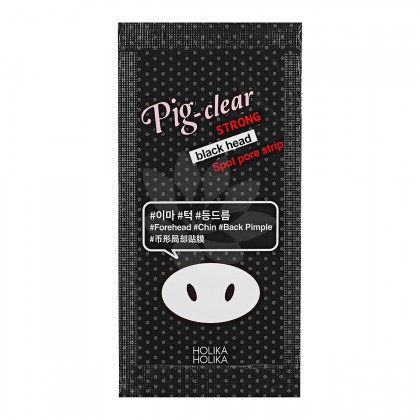 Pig-clear
STRONG
black head
Spot pore strip
#이마 #턱 #등드름
#Forehead #Chin #Back Pimple
#币形局部贴膜
HOLIKA
HOLIKA